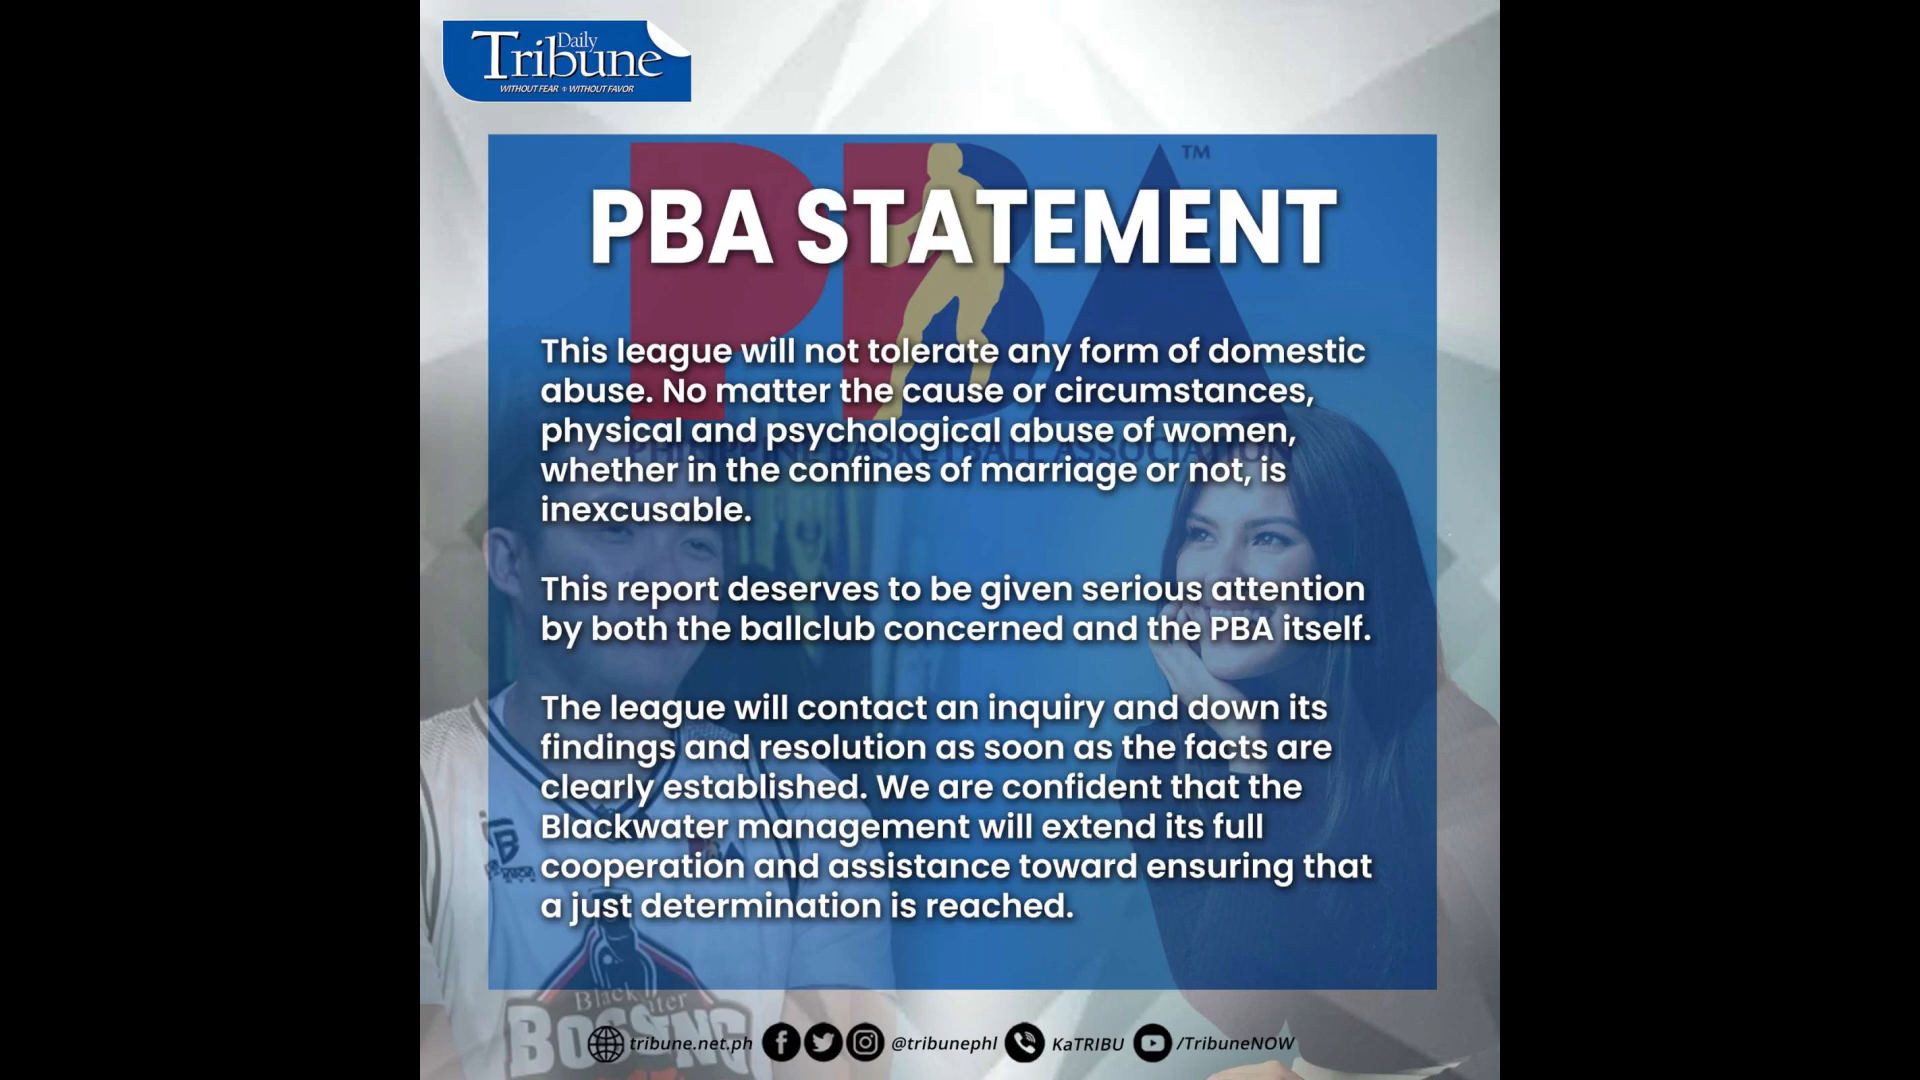 Daily
Tribune
WITHOUT FEAR WITHOUT FAVOR
TM
PBA STATEMENT
This league will not tolerate any form of domestic
abuse. No matter the cause or circumstances,
physical and psychological abuse of women,
PHILIPPINE BASKETBALL ASSOCIATION
whether in the confines of marriage or not, is
inexcusable.
This report deserves to be given serious attention
by both the ballclub concerned and the PBA itself.
The league will contact an inquiry and down its
findings and resolution as soon as the facts are
clearly established. We are confident that the
Blackwater management will extend its full
cooperation and assistance toward ensuring that
a just determination is reached.
Blackwater
BOSSING
tribune.net.ph @tribunephl KaTRIBU /TribuneNOW